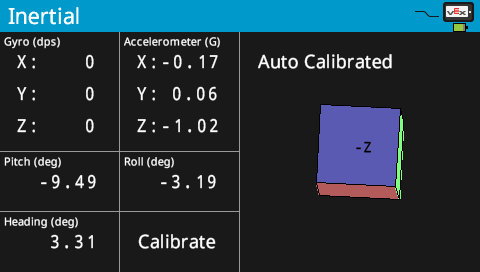 Inertial
VEX
Gyro (dps)
X: 0
Y: 0
Z: 0
Accelerometer (G)
X:-0.17
Y: 0.06
Z:-1.02
Auto Calibrated
-Z
Pitch (deg)
-9.49
Roll (deg)
-3.19
Heading (deg)
3.31
Calibrate